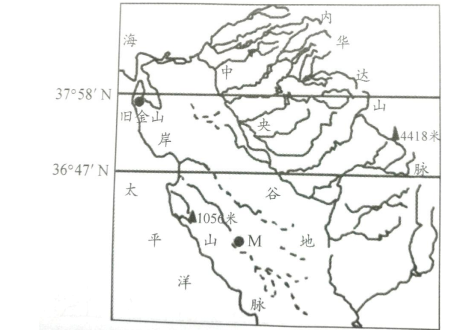 内
海
华
中
达
37°58′N
山
旧金山
央
4418米
岸
36°47′N
脉
太
谷
1056米
平
山
M
地
洋
脉